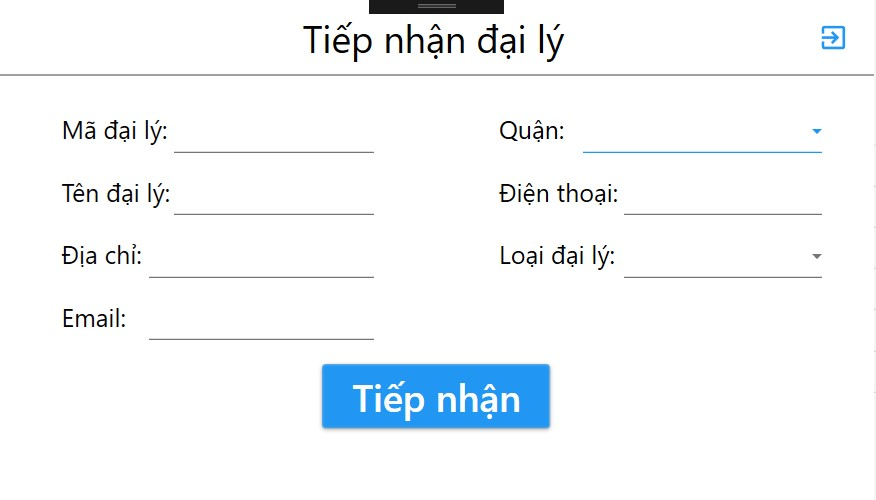 Tiếp nhận đại lý
Mã đại lý:
Quận:
Tên đại lý:
Điện thoại:
Địa chỉ:
Loại đại lý:
Email:
Tiếp nhận